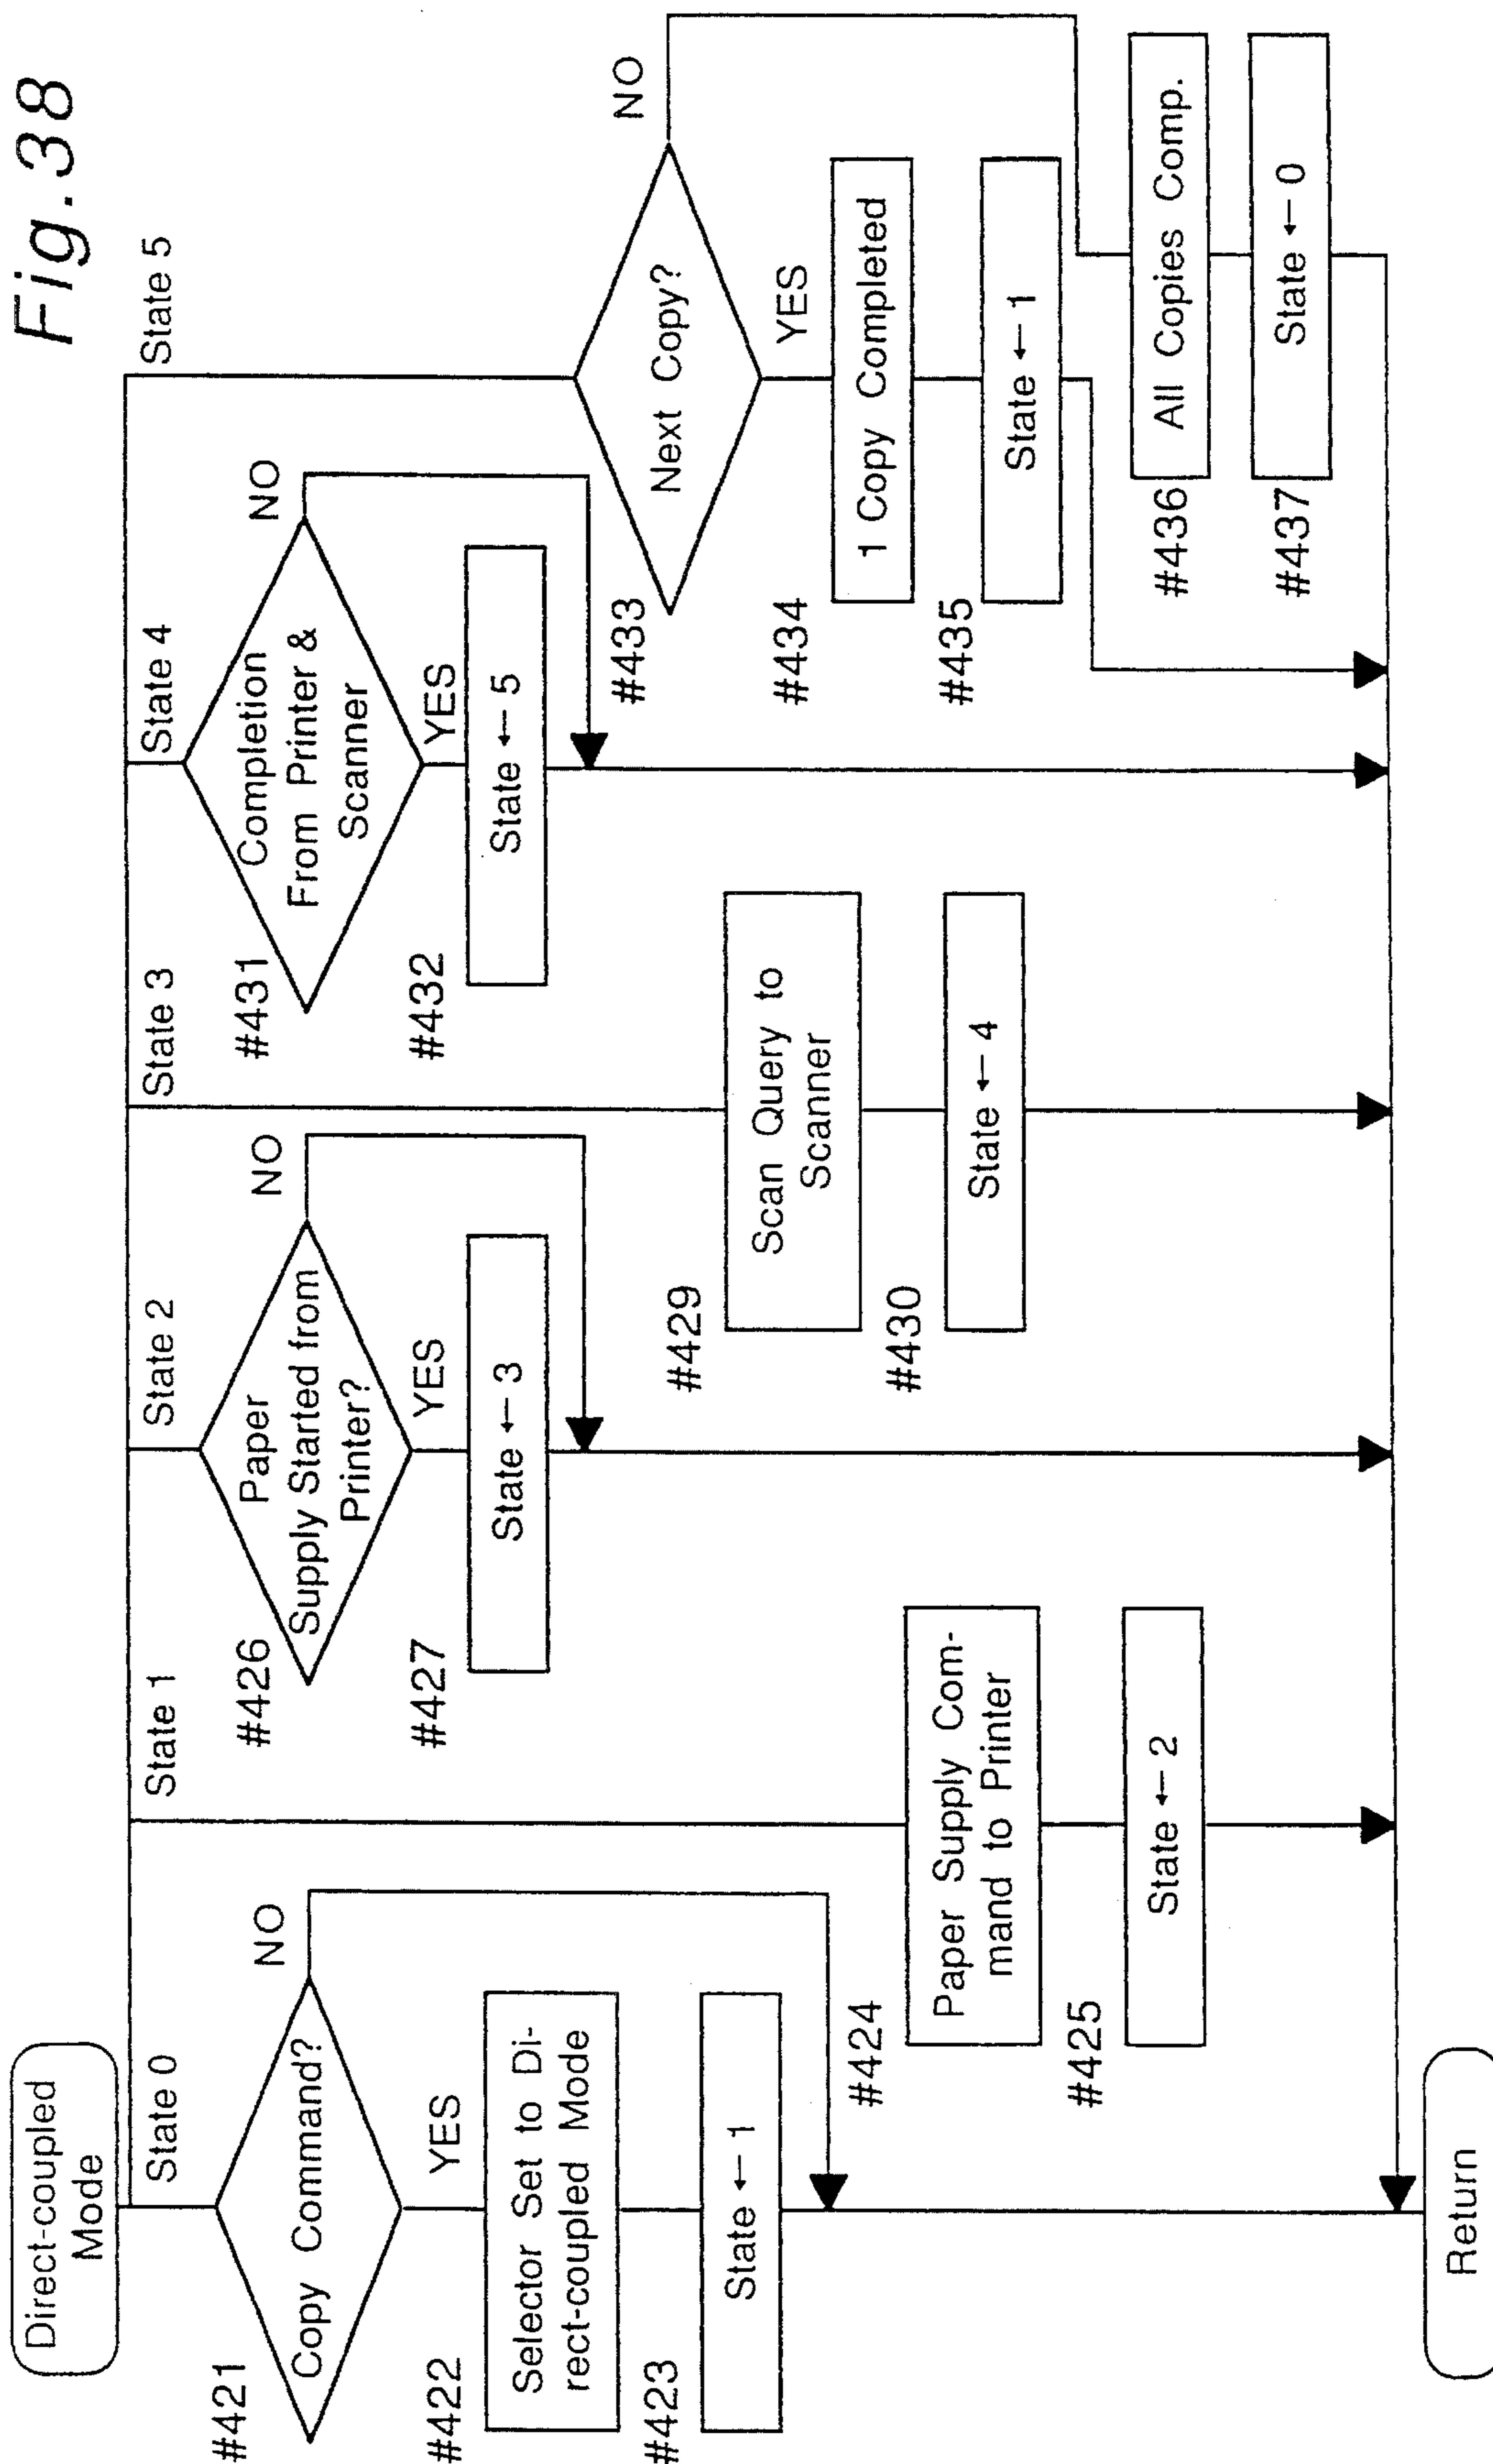 Fig.38
Direct-coupled
Mode
State 0
#421
Copy Command?
NO
YES
#422
Selector Set to Di-
rect-coupled Mode
#423
State ← 1
State 1
#424
Paper Supply Com-
mand to Printer
#425
State ← 2
State 2
#426
Paper
Supply Started from
Printer?
NO
YES
#427
State ← 3
State 3
#429
Scan Query to
Scanner
#430
State ← 4
State 4
#431
Completion
From Printer &
Scanner
NO
YES
#432
State ← 5
State 5
#433
Next Copy?
NO
YES
#434
1 Copy Completed
#435
State ← 1
#436
All Copies Comp.
#437
State ← 0
Return